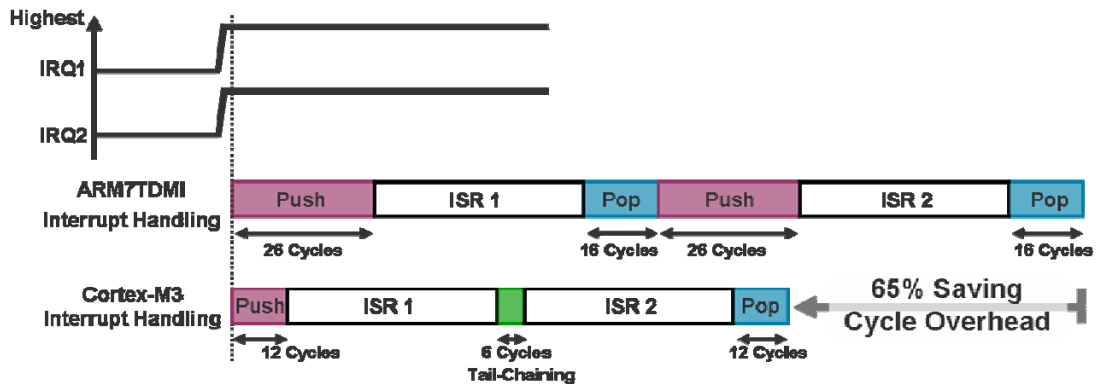 Highest
IRQ1
IRQ2
ARM7TDMI
Interrupt Handling
Push
ISR 1
Pop
Push
ISR 2
Pop
26 Cycles
16 Cycles
26 Cycles
16 Cycles
Cortex-M3
Interrupt Handling
Push
ISR 1
ISR 2
Pop
65% Saving
Cycle Overhead
12 Cycles
6 Cycles
12 Cycles
Tail-Chaining